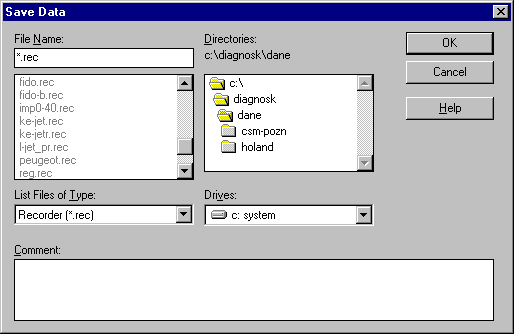 Save Data
File Name:
*.rec
fido.rec
fido-b.rec
imp0-40.rec
ke-jet.rec
ke-jetr.rec
l-jet_pr.rec
peugeot.rec
reg.rec
List Files of Type:
Recorder (*.rec)
Directories:
c:\diagnosk\dane
c:\
diagnosk
dane
csm-pozn
holand
Drives:
c: system
OK
Cancel
Help
Comment: